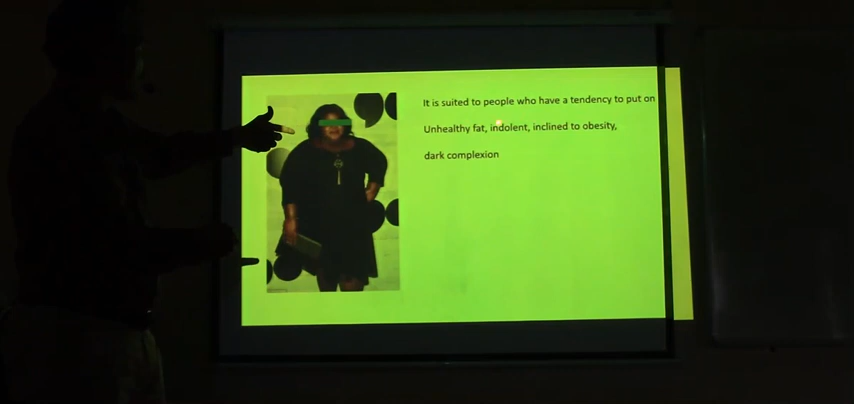 It is suited to people who have a tendency to put on
Unhealthy fat, indolent, inclined to obesity,
dark complexion